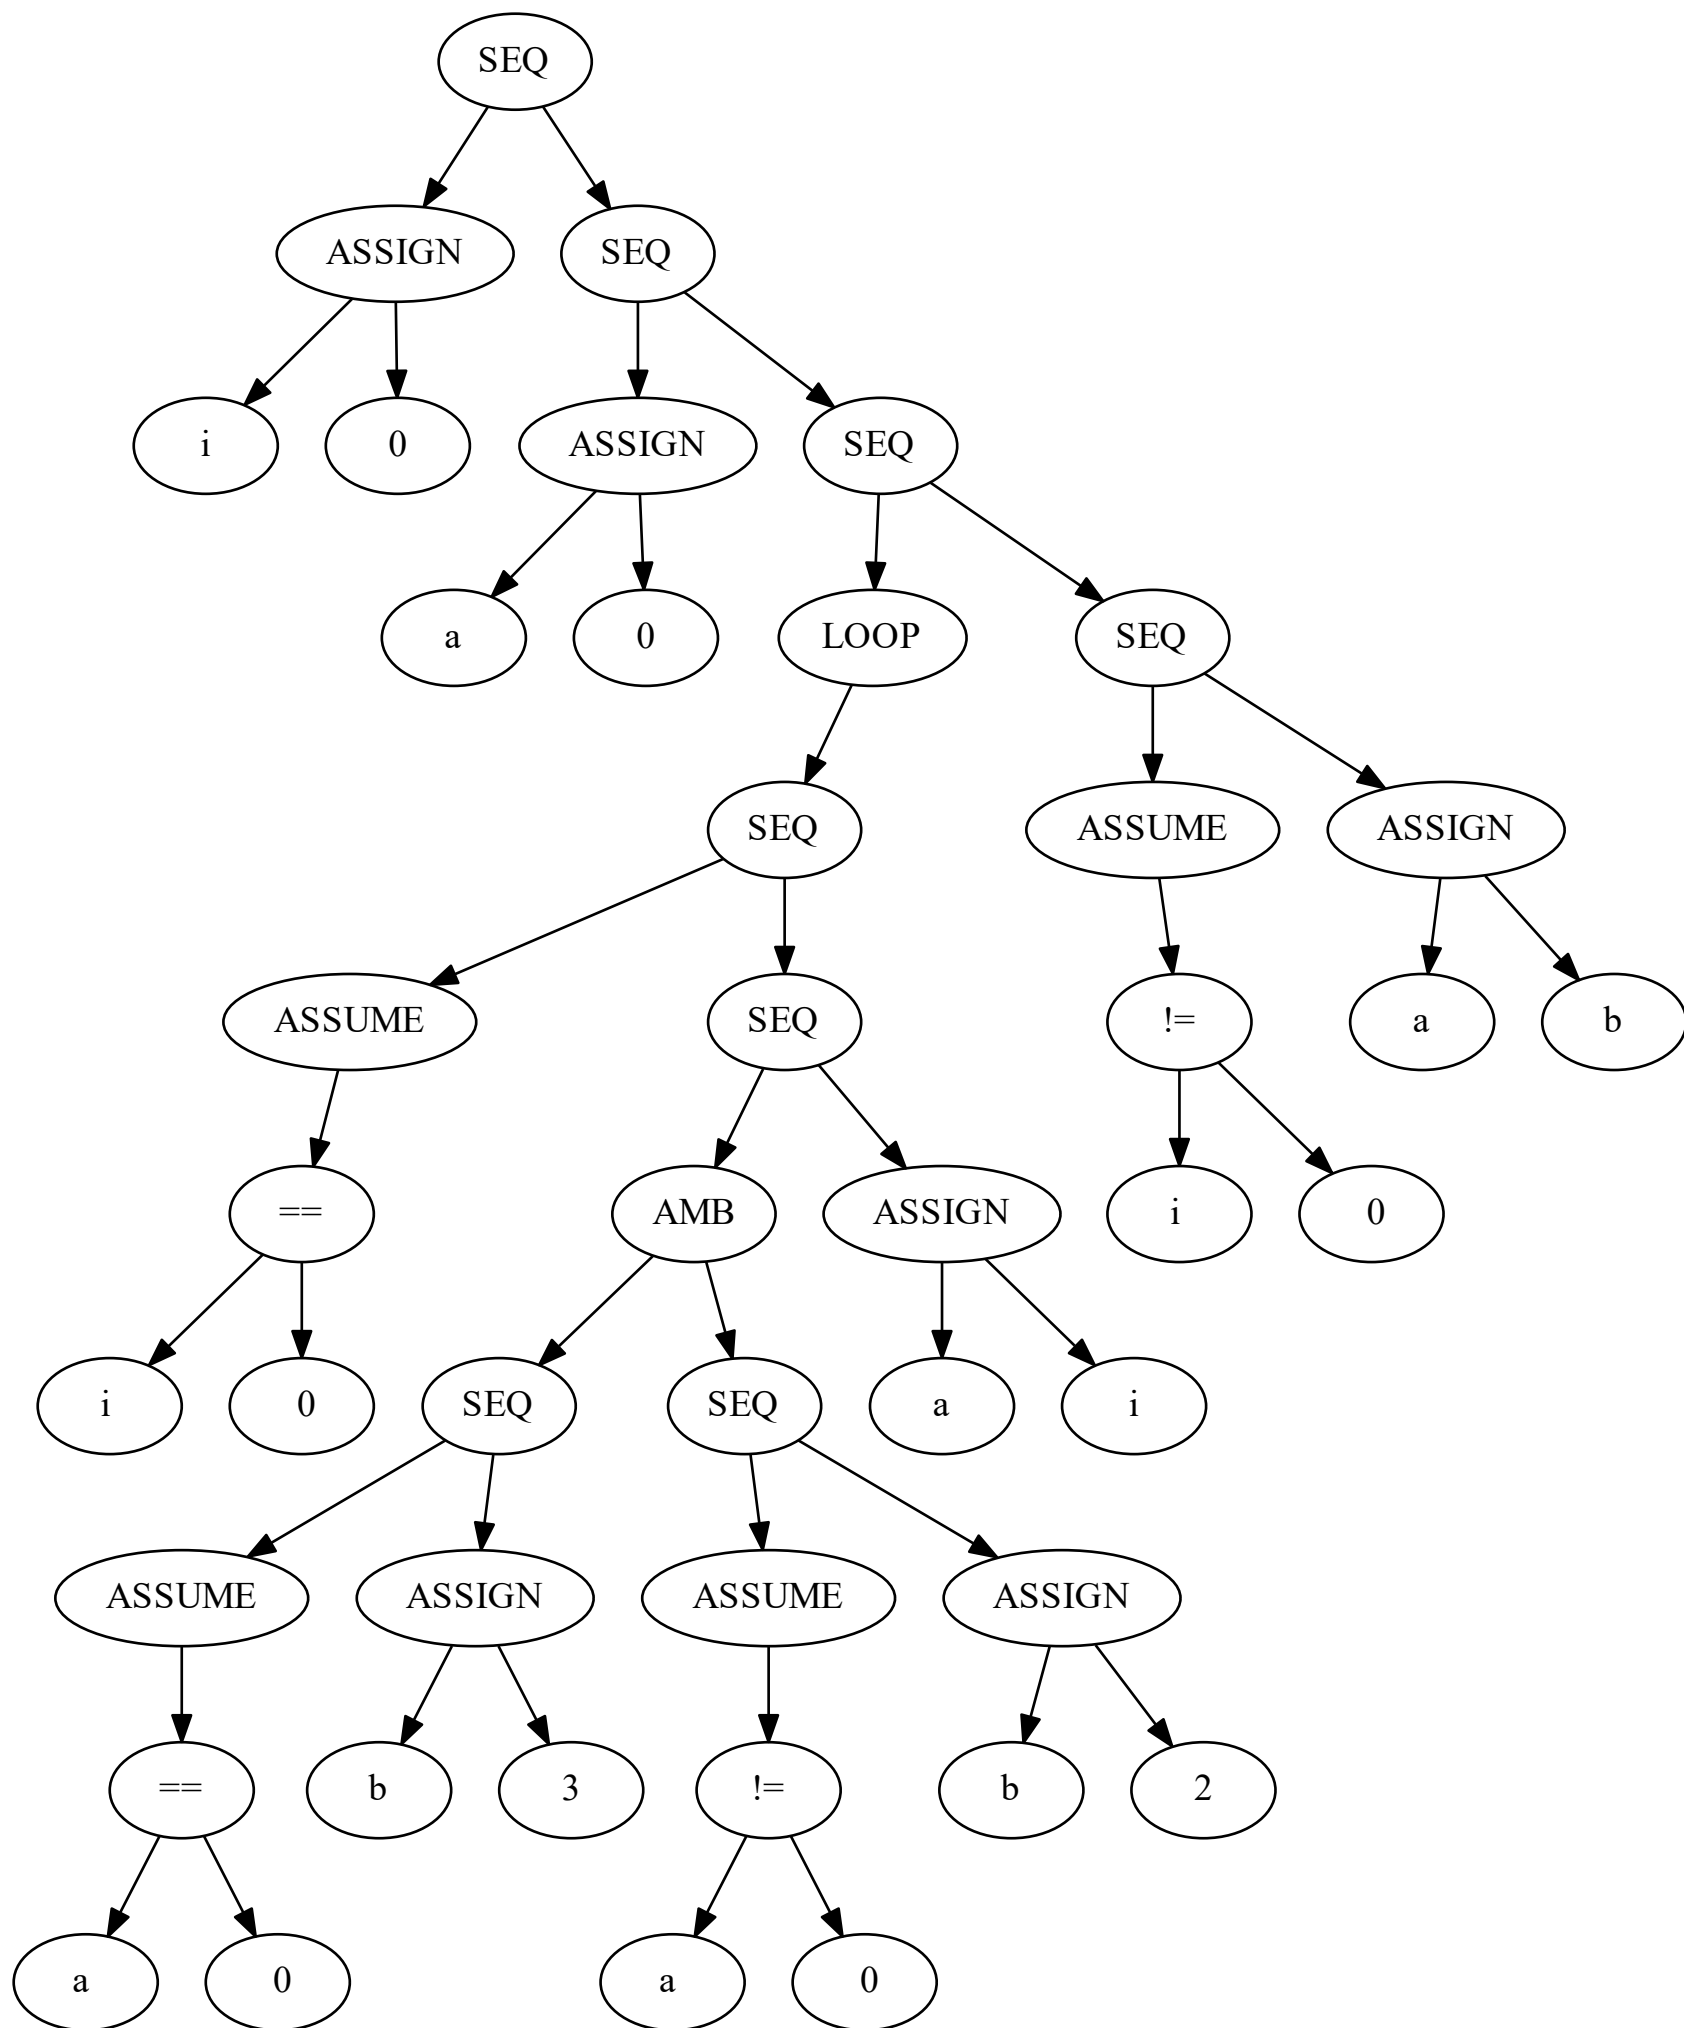 SEQ
ASSIGN SEQ
i 0 ASSIGN SEQ
a 0 LOOP SEQ
SEQ ASSUME ASSIGN
ASSUME SEQ != a b
== AMB ASSIGN i 0
i 0 SEQ SEQ a i
ASSUME ASSIGN ASSUME ASSIGN
== b 3 != b 2
a 0 a 0